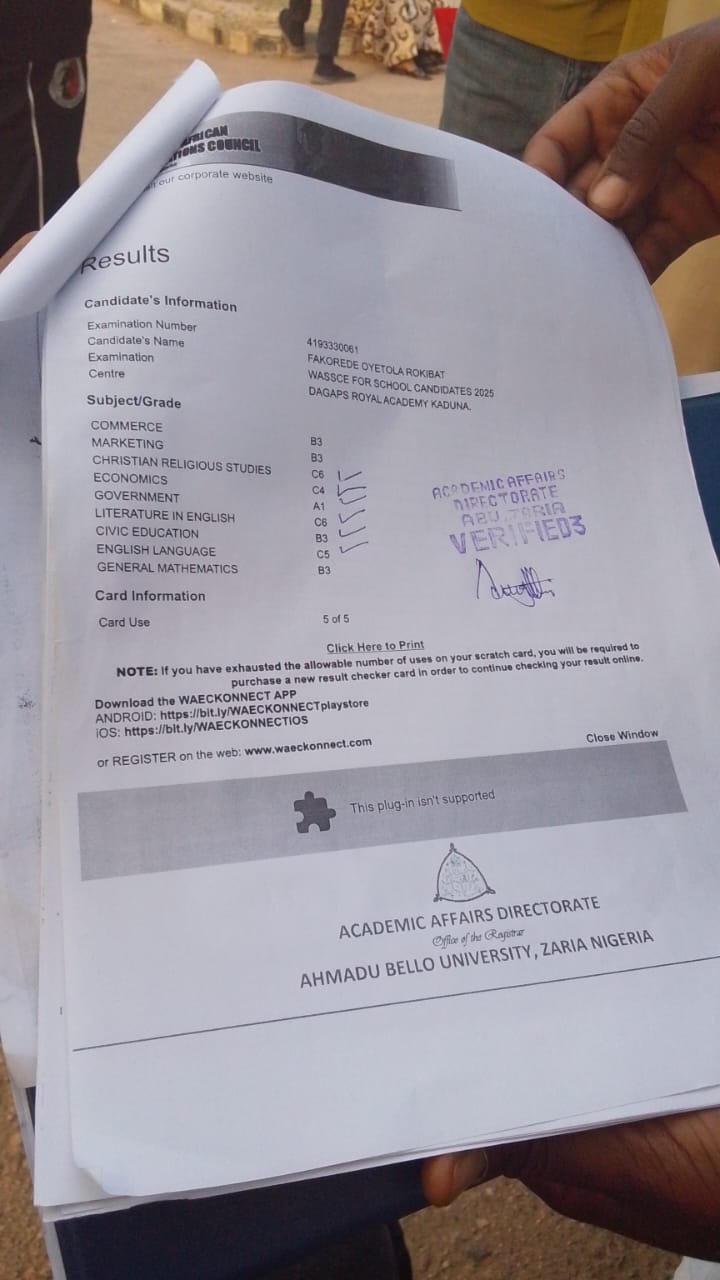 COUNCIL
our corporate website
Results
Candidate's Information
Examination Number 4193330061
Candidate's Name FAKOREDE OYETOLA ROKIBAT
Examination WASSCE FOR SCHOOL CANDIDATES 2025
Centre DAGAPS ROYAL ACADEMY KADUNA.
Subject/Grade
COMMERCE B3
MARKETING B3
CHRISTIAN RELIGIOUS STUDIES C6
ECONOMICS C4
GOVERNMENT A1
LITERATURE IN ENGLISH C6
CIVIC EDUCATION B3
ENGLISH LANGUAGE C5
GENERAL MATHEMATICS B3
ACADEMIC AFFAIRS
DIRECTORATE
ABU, ZARIA
VERIFIED3
Card Information
Card Use 5 of 5
Click Here to Print
NOTE: If you have exhausted the allowable number of uses on your scratch card, you will be required to
purchase a new result checker card in order to continue checking your result online.
Download the WAECKONNECT APP
ANDROID: https://bit.ly/WAECKONNECTplaystore
iOS: https://bit.ly/WAECKONNECTIOS
or REGISTER on the web: www.waeckonnect.com
Close Window
This plug-in isn't supported
ACADEMIC AFFAIRS DIRECTORATE
Office of the Registrar
AHMADU BELLO UNIVERSITY, ZARIA NIGERIA